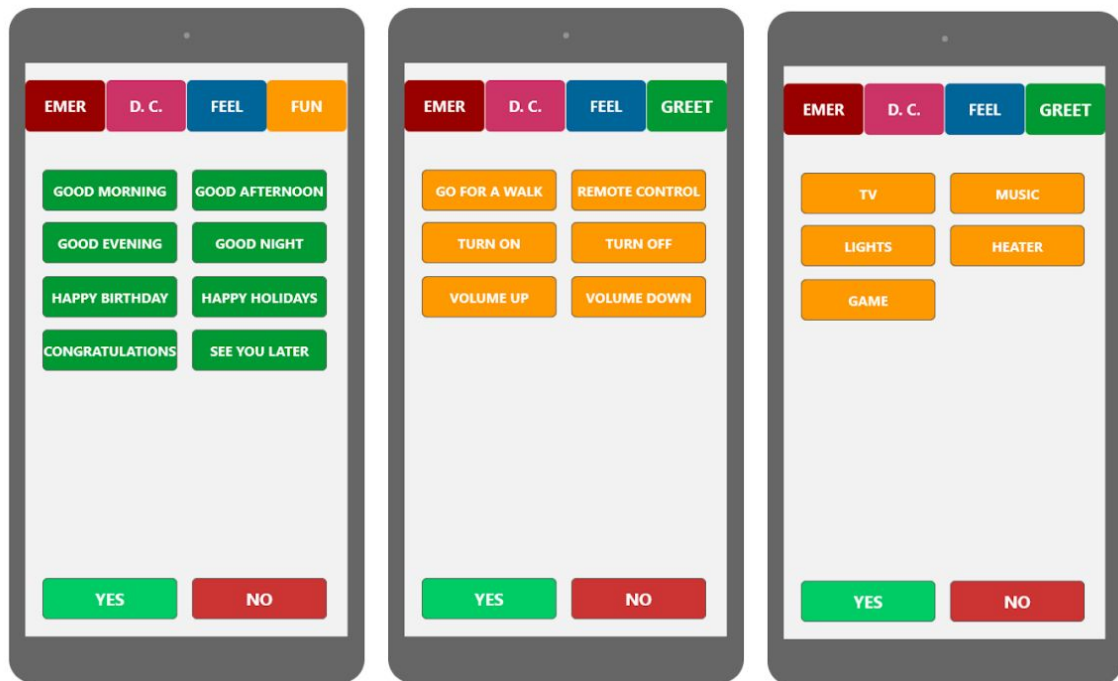 EMER D. C. FEEL FUN
GOOD MORNING GOOD AFTERNOON
GOOD EVENING GOOD NIGHT
HAPPY BIRTHDAY HAPPY HOLIDAYS
CONGRATULATIONS SEE YOU LATER
YES NO
EMER D. C. FEEL GREET
GO FOR A WALK REMOTE CONTROL
TURN ON TURN OFF
VOLUME UP VOLUME DOWN
YES NO
EMER D. C. FEEL GREET
TV MUSIC
LIGHTS HEATER
GAME
YES NO